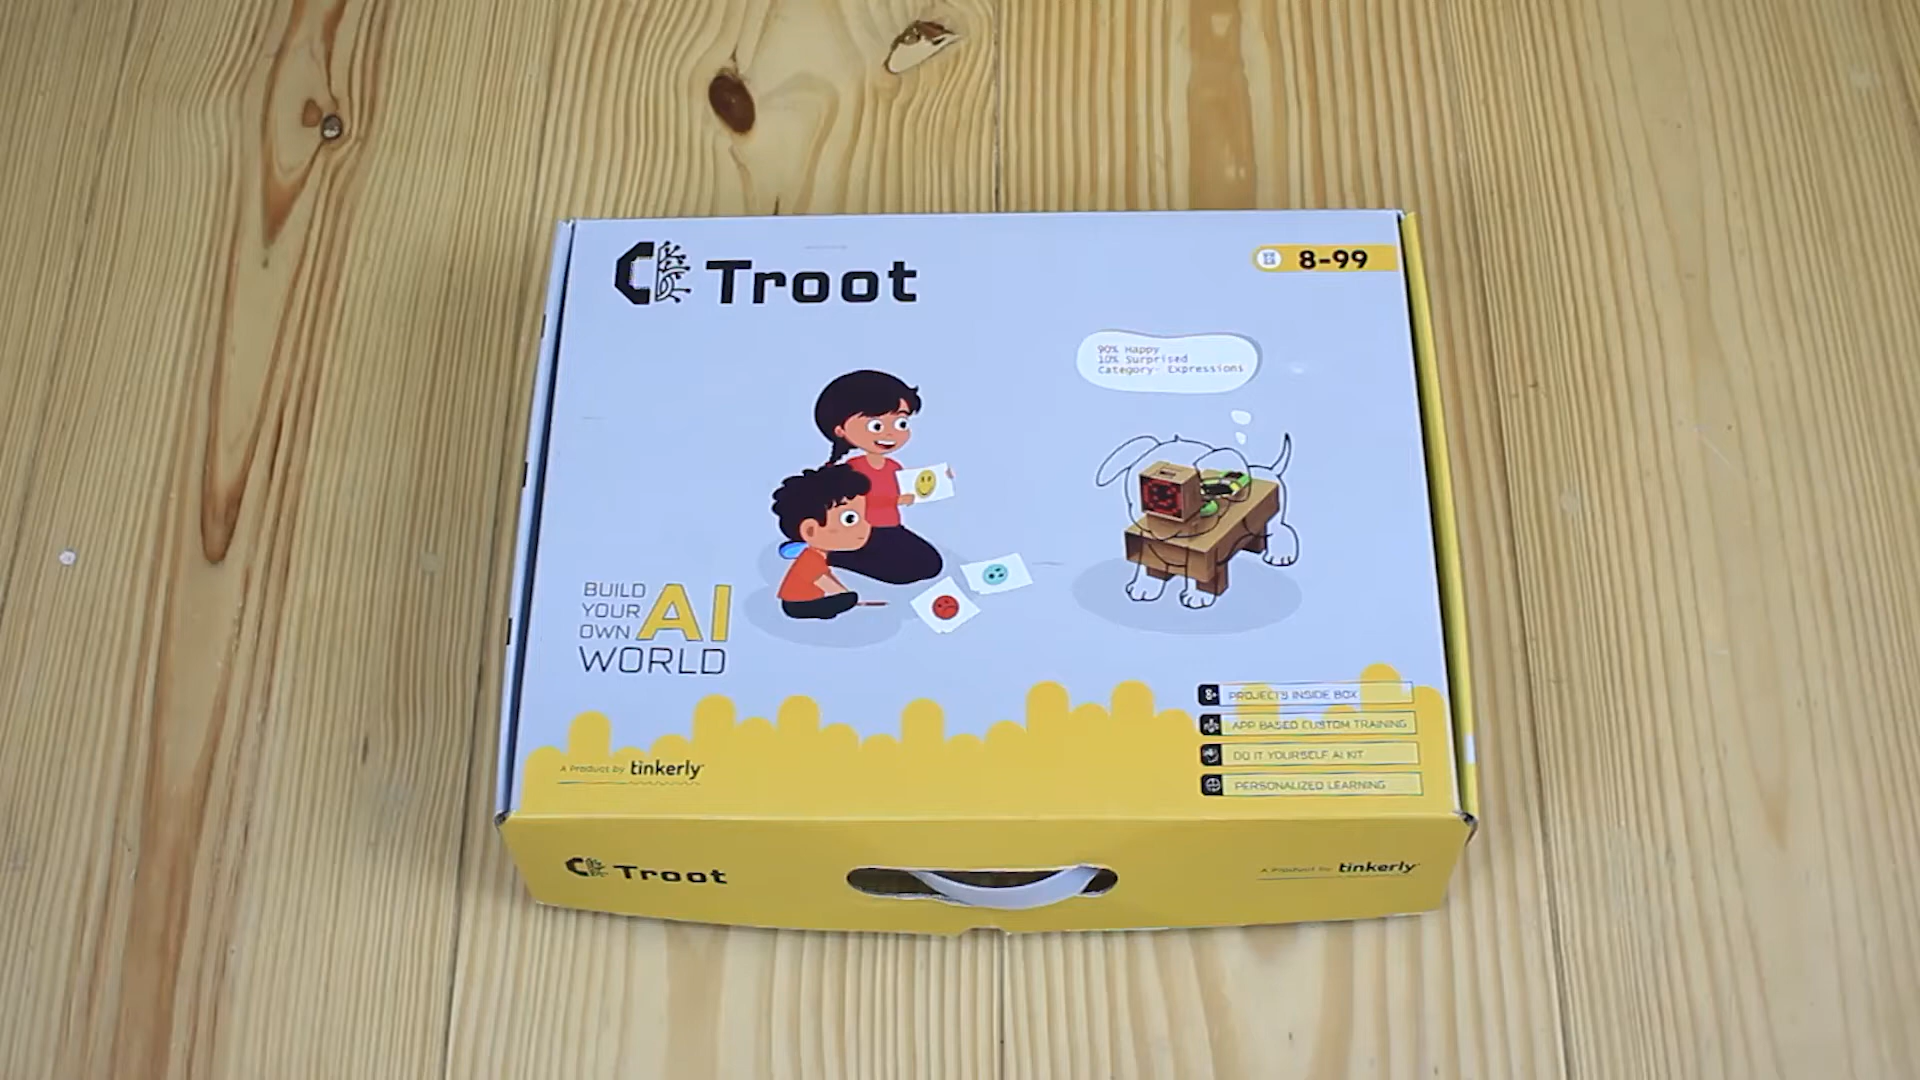 Troot
8-99
90% Happy
10% Surprised
Category- Expressions
BUILD
YOUR
OWN
AI
WORLD
8+ PROJECTS INSIDE BOX
APP BASED CUSTOM TRAINING
DO IT YOURSELF AI KIT
PERSONALIZED LEARNING
A Product by tinkerly
Troot
A Product by tinkerly